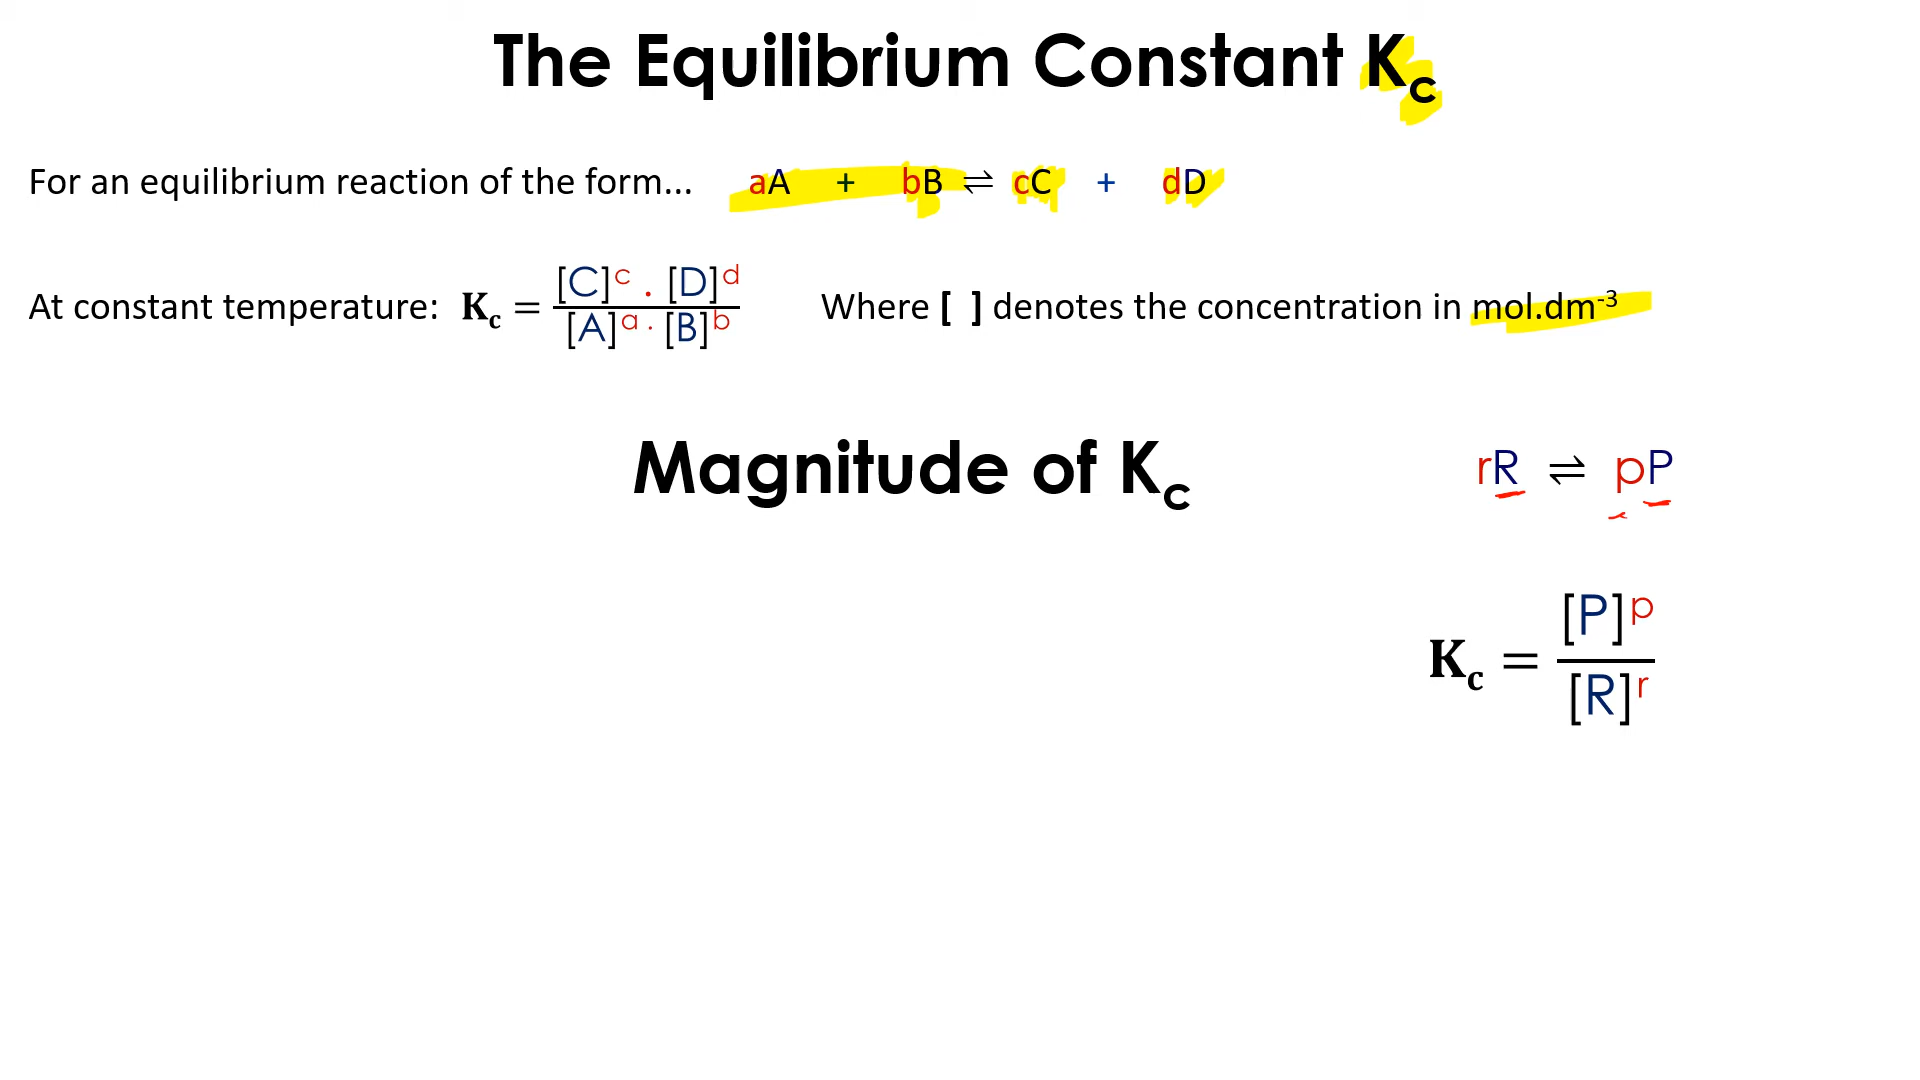 The Equilibrium Constant Kc
For an equilibrium reaction of the form... aA + bB ⇌ cC + dD
At constant temperature: Kc = [C]^c . [D]^d / [A]^a . [B]^b Where [ ] denotes the concentration in mol.dm⁻³
Magnitude of Kc rR ⇌ pP
Kc = [P]^p / [R]^r